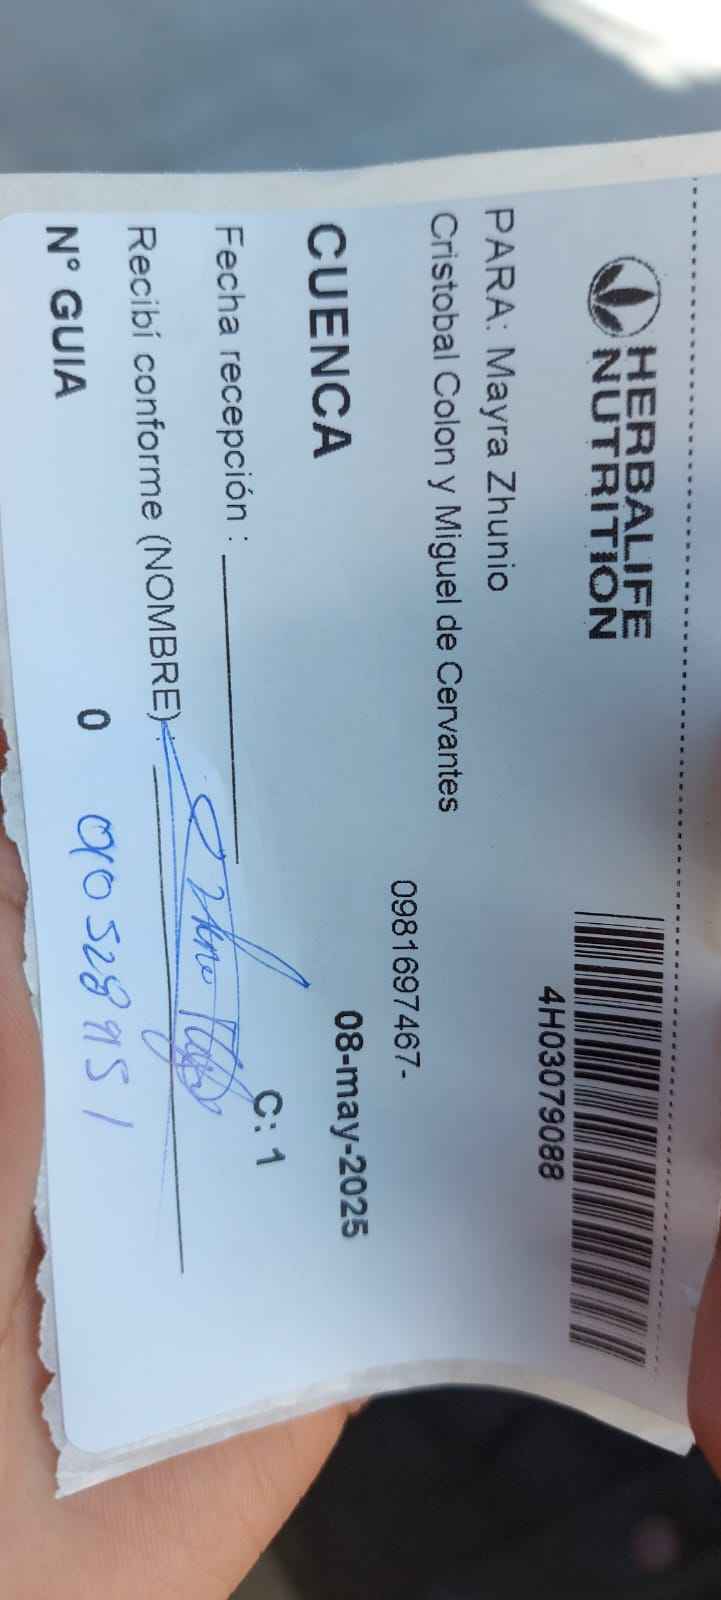 HERBALIFE
NUTRITION
4H03079088
PARA: Mayra Zhunio
Cristobal Colon y Miguel de Cervantes
0981697467-
CUENCA
08-may-2025
Fecha recepción :
C: 1
Recibí conforme (NOMBRE) :
N° GUIA 0